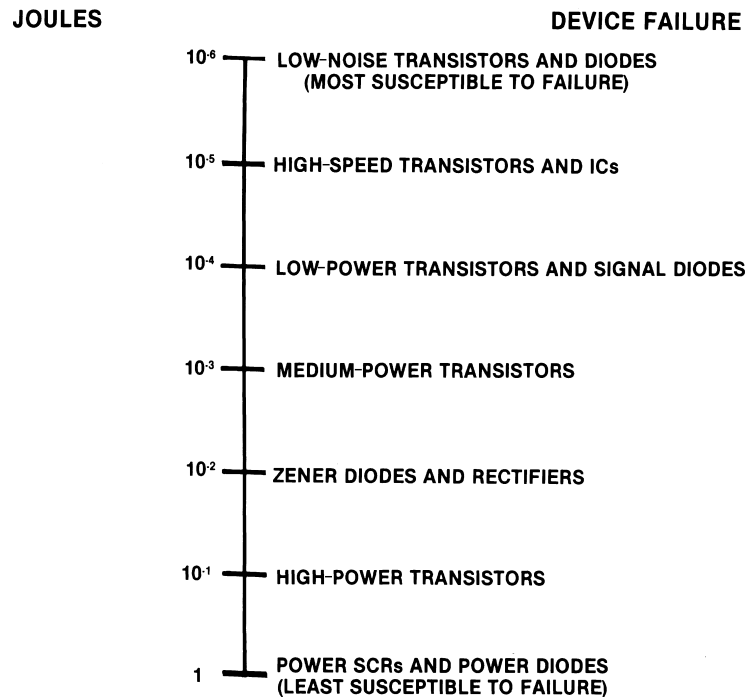 JOULES DEVICE FAILURE
10-6 LOW-NOISE TRANSISTORS AND DIODES
(MOST SUSCEPTIBLE TO FAILURE)
10-5 HIGH-SPEED TRANSISTORS AND ICs
10-4 LOW-POWER TRANSISTORS AND SIGNAL DIODES
10-3 MEDIUM-POWER TRANSISTORS
10-2 ZENER DIODES AND RECTIFIERS
10-1 HIGH-POWER TRANSISTORS
1 POWER SCRs AND POWER DIODES
(LEAST SUSCEPTIBLE TO FAILURE)